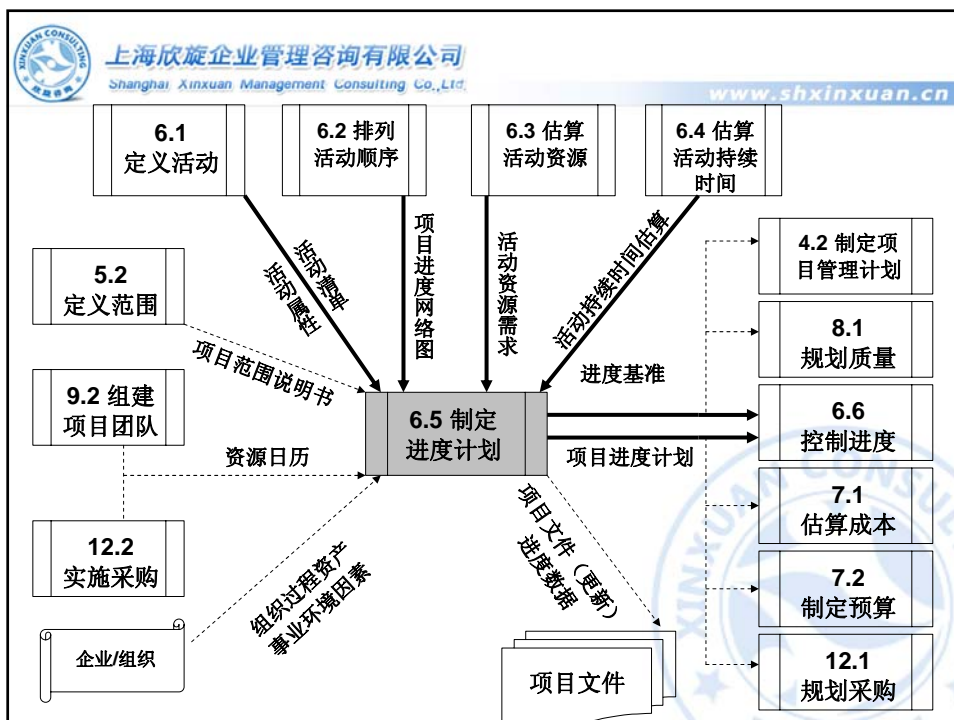 XINXUAN CONSULTING
欣旋咨询
上海欣旋企业管理咨询有限公司
Shanghai Xinxuan Management Consulting Co.,Ltd.
www.shxinxuan.cn
6.1
定义活动
6.2 排列
活动顺序
6.3 估算
活动资源
6.4 估算
活动持续
时间
活动清单
活动属性
项目进度网络图
活动资源需求
活动持续时间估算
5.2
定义范围
项目范围说明书
9.2 组建
项目团队
资源日历
12.2
实施采购
企业/组织
组织过程资产
事业环境因素
6.5 制定
进度计划
进度基准
项目进度计划
项目文件（更新）
进度数据
项目文件
4.2 制定项
目管理计划
8.1
规划质量
6.6
控制进度
7.1
估算成本
7.2
制定预算
12.1
规划采购
XINXUAN CONSU